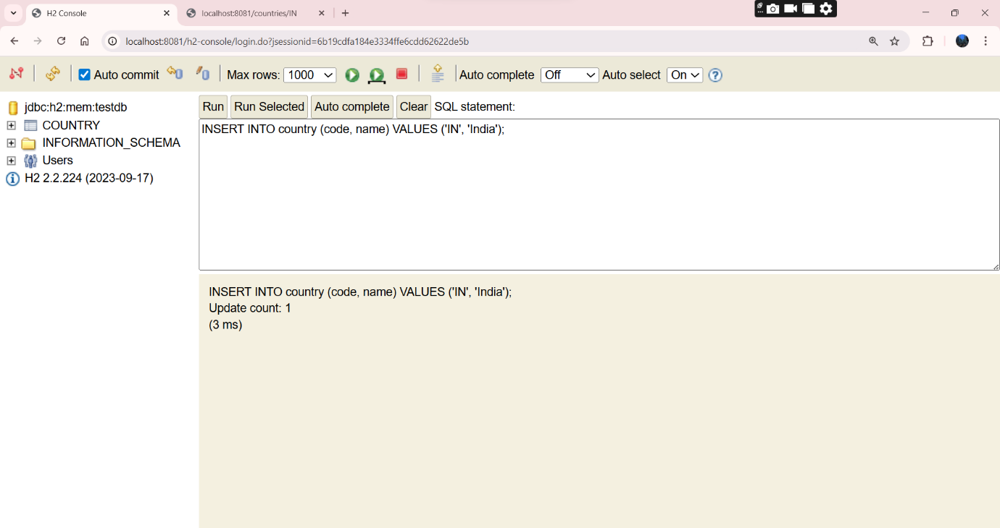 H2 Console
localhost:8081/countries/IN
localhost:8081/h2-console/login.do?jsessionid=6b19cdfa184e3334ffe6cdd62622de5b
Auto commit Max rows: 1000 Auto complete Off Auto select On
jdbc:h2:mem:testdb
COUNTRY
INFORMATION_SCHEMA
Users
H2 2.2.224 (2023-09-17)
Run Run Selected Auto complete Clear SQL statement:
INSERT INTO country (code, name) VALUES ('IN', 'India');
INSERT INTO country (code, name) VALUES ('IN', 'India');
Update count: 1
(3 ms)